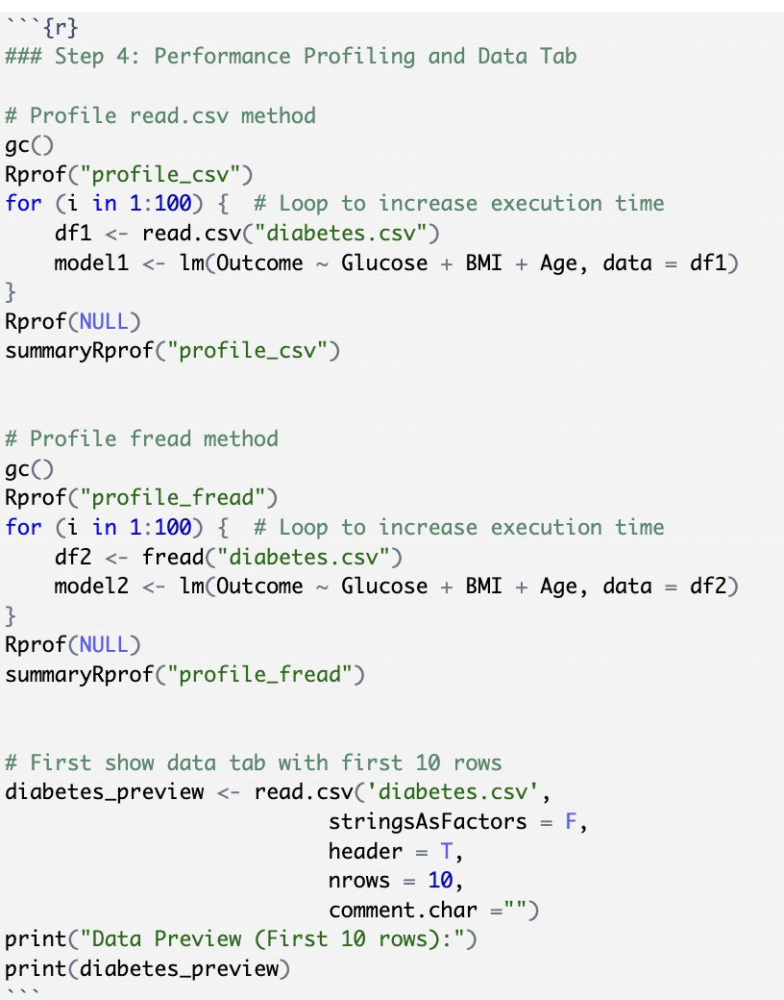 ```{r}
### Step 4: Performance Profiling and Data Tab

# Profile read.csv method
gc()
Rprof("profile_csv")
for (i in 1:100) {  # Loop to increase execution time
    df1 <- read.csv("diabetes.csv")
    model1 <- lm(Outcome ~ Glucose + BMI + Age, data = df1)
}
Rprof(NULL)
summaryRprof("profile_csv")


# Profile fread method
gc()
Rprof("profile_fread")
for (i in 1:100) {  # Loop to increase execution time
    df2 <- fread("diabetes.csv")
    model2 <- lm(Outcome ~ Glucose + BMI + Age, data = df2)
}
Rprof(NULL)
summaryRprof("profile_fread")


# First show data tab with first 10 rows
diabetes_preview <- read.csv('diabetes.csv',
                          stringsAsFactors = F,
                          header = T,
                          nrows = 10,
                          comment.char ="")
print("Data Preview (First 10 rows):")
print(diabetes_preview)
```